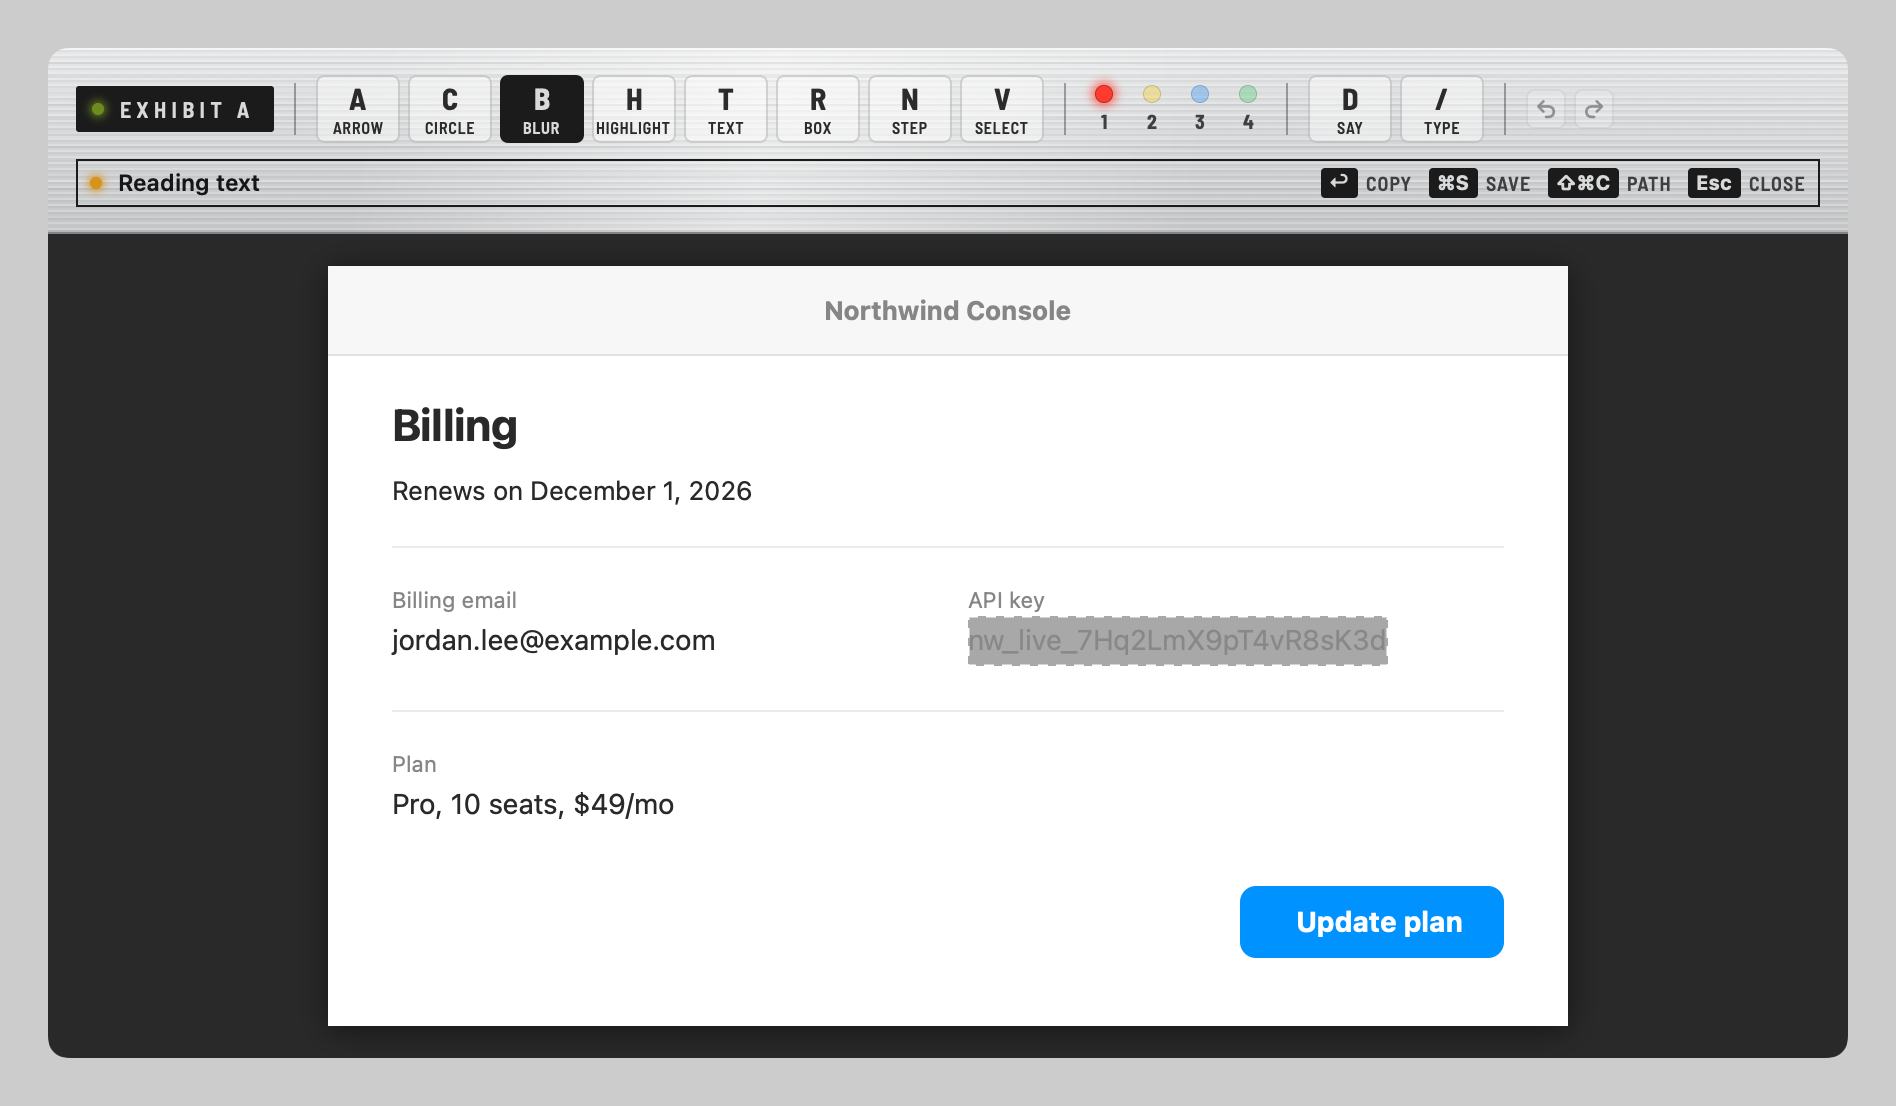 EXHIBIT A
A ARROW
C CIRCLE
B BLUR
H HIGHLIGHT
T TEXT
R BOX
N STEP
V SELECT
1 2 3 4
D SAY
/ TYPE
Reading text
↩ COPY ⌘S SAVE ⇧⌘C PATH Esc CLOSE
Northwind Console
Billing
Renews on December 1, 2026
Billing email
jordan.lee@example.com
API key
nw_live_7Hq2LmX9pT4vR8sK3d
Plan
Pro, 10 seats, $49/mo
Update plan